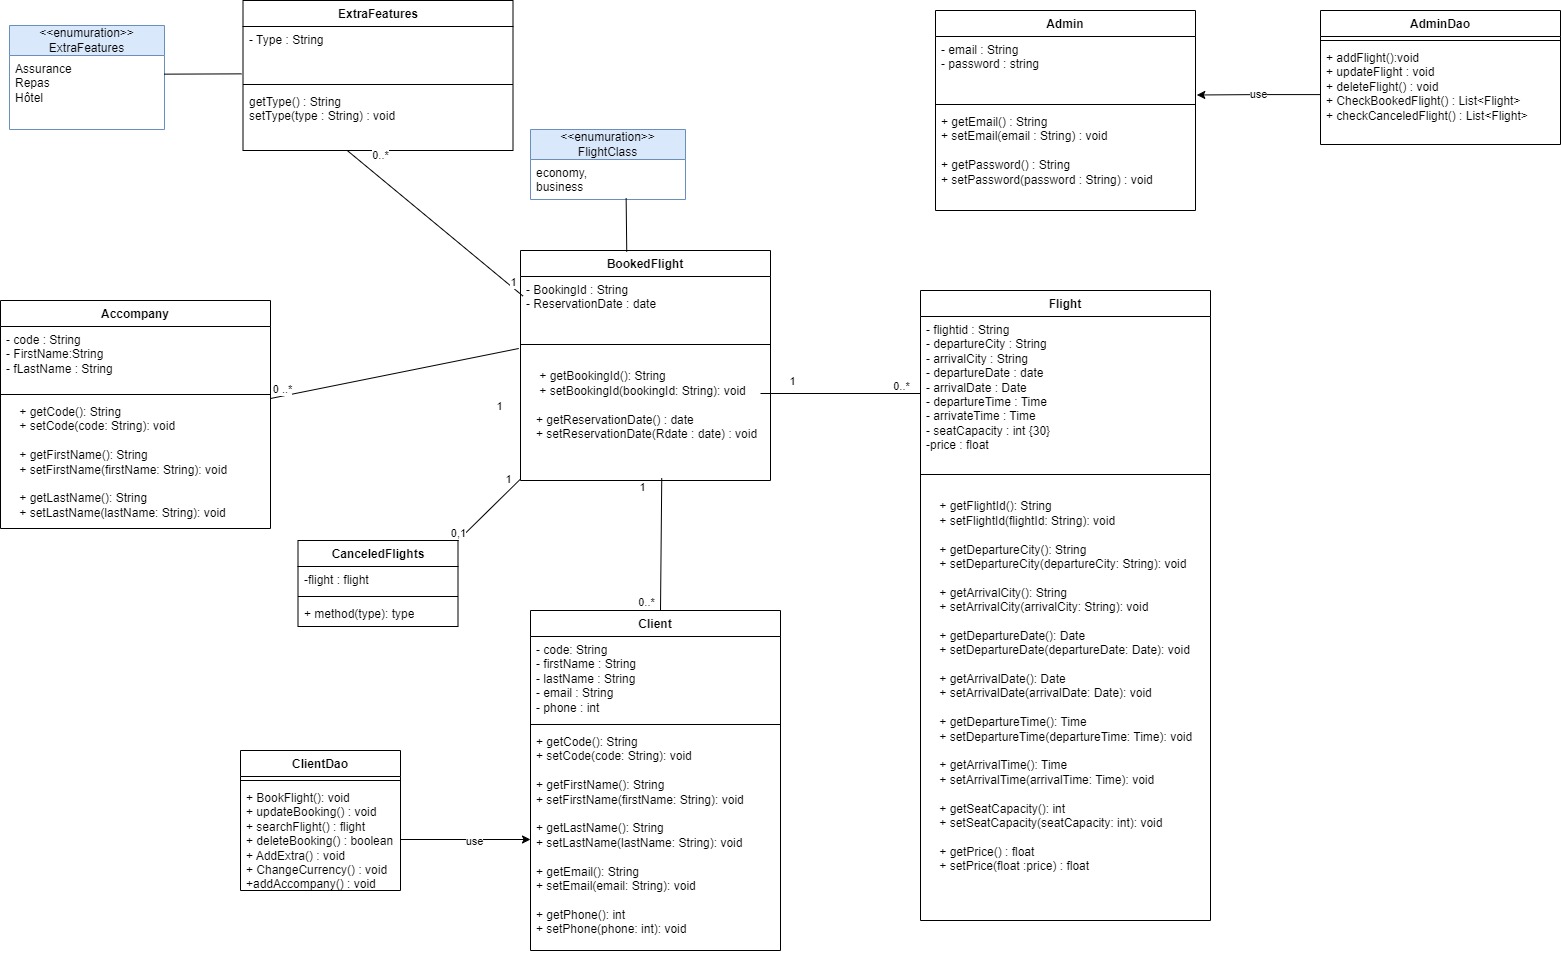 <<enumuration>>
ExtraFeatures
Assurance
Repas
Hôtel
ExtraFeatures
- Type : String
getType() : String
setType(type : String) : void
0..*
<<enumuration>>
FlightClass
economy,
business
Admin
- email : String
- password : string
+ getEmail() : String
+ setEmail(email : String) : void
+ getPassword() : String
+ setPassword(password : String) : void
use
AdminDao
+ addFlight():void
+ updateFlight : void
+ deleteFlight() : void
+ CheckBookedFlight() : List<Flight>
+ checkCanceledFlight() : List<Flight>
Accompany
- code : String
- FirstName:String
- fLastName : String
+ getCode(): String
+ setCode(code: String): void
+ getFirstName(): String
+ setFirstName(firstName: String): void
+ getLastName(): String
+ setLastName(lastName: String): void
0 ..*
1
1
BookedFlight
- BookingId : String
- ReservationDate : date
+ getBookingId(): String
+ setBookingId(bookingId: String): void
+ getReservationDate() : date
+ setReservationDate(Rdate : date) : void
1
0..*
1
1
0,1
CanceledFlights
-flight : flight
+ method(type): type
0..*
Flight
- flightid : String
- departureCity : String
- arrivalCity : String
- departureDate : date
- arrivalDate : Date
- departureTime : Time
- arrivateTime : Time
- seatCapacity : int {30}
-price : float
+ getFlightId(): String
+ setFlightId(flightId: String): void
+ getDepartureCity(): String
+ setDepartureCity(departureCity: String): void
+ getArrivalCity(): String
+ setArrivalCity(arrivalCity: String): void
+ getDepartureDate(): Date
+ setDepartureDate(departureDate: Date): void
+ getArrivalDate(): Date
+ setArrivalDate(arrivalDate: Date): void
+ getDepartureTime(): Time
+ setDepartureTime(departureTime: Time): void
+ getArrivalTime(): Time
+ setArrivalTime(arrivalTime: Time): void
+ getSeatCapacity(): int
+ setSeatCapacity(seatCapacity: int): void
+ getPrice() : float
+ setPrice(float :price) : float
Client
- code: String
- firstName : String
- lastName : String
- email : String
- phone : int
+ getCode(): String
+ setCode(code: String): void
+ getFirstName(): String
+ setFirstName(firstName: String): void
+ getLastName(): String
+ setLastName(lastName: String): void
+ getEmail(): String
+ setEmail(email: String): void
+ getPhone(): int
+ setPhone(phone: int): void
ClientDao
+ BookFlight(): void
+ updateBooking() : void
+ searchFlight() : flight
+ deleteBooking() : boolean
+ AddExtra() : void
+ ChangeCurrency() : void
+addAccompany() : void
use